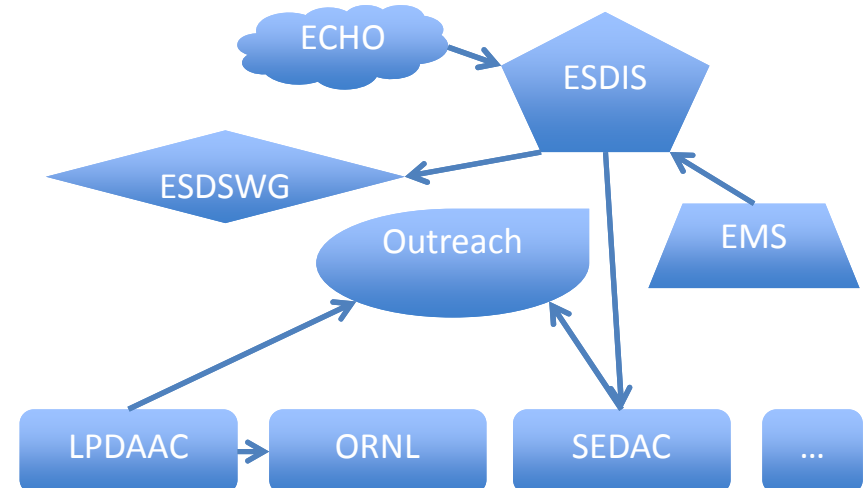 ECHO
ESDIS
ESDSWG
Outreach
EMS
LPDAAC
ORNL
SEDAC
...